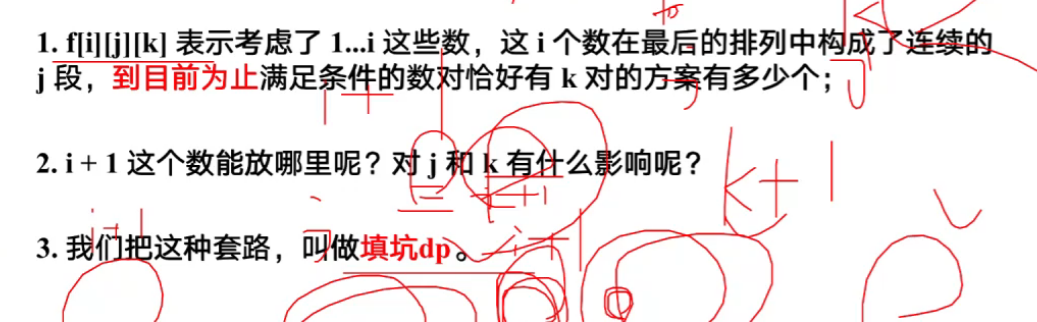 1. f[i][j][k] 表示考虑了 1...i 这些数，这 i 个数在最后的排列中构成了连续的
j 段，到目前为止满足条件的数对恰好有 k 对的方案有多少个；
i+1
j
2. i + 1 这个数能放哪里呢？对 j 和 k 有什么影响呢？
k+1
3. 我们把这种套路，叫做填坑dp。
i+1